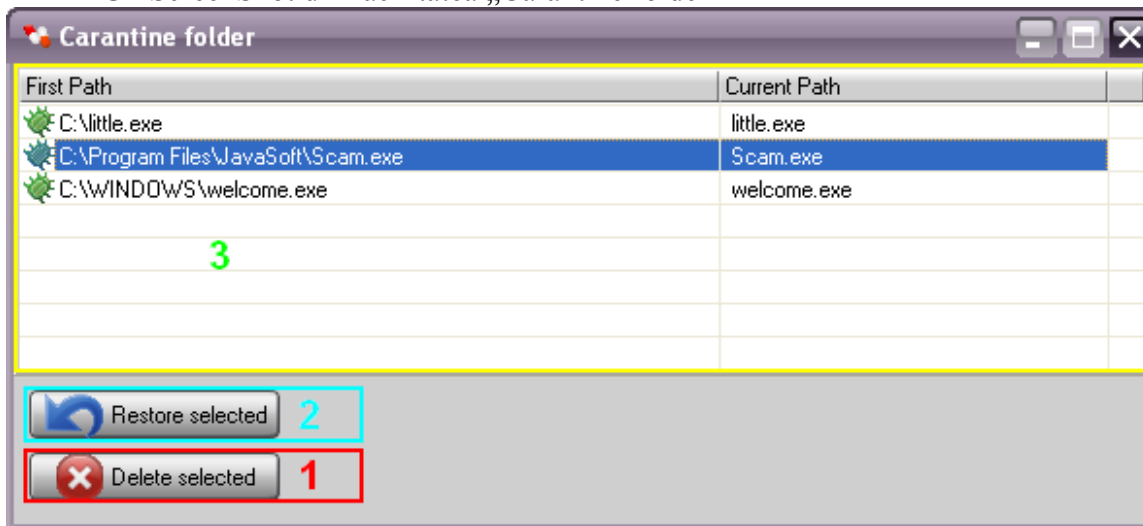 Carantine folder
First Path Current Path
C:\little.exe little.exe
C:\Program Files\JavaSoft\Scam.exe Scam.exe
C:\WINDOWS\welcome.exe welcome.exe
3
Restore selected 2
Delete selected 1